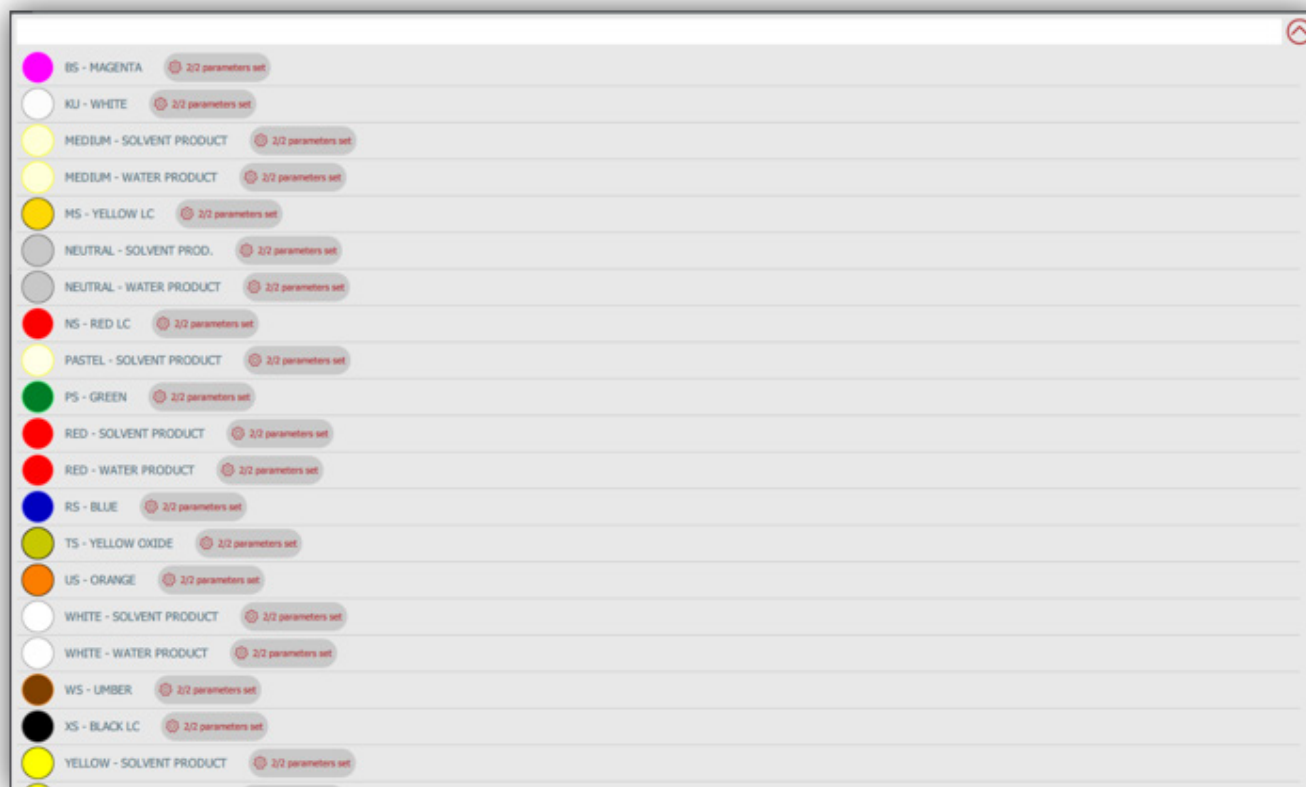 BS - MAGENTA 2/2 parameters set
KU - WHITE 2/2 parameters set
MEDIUM - SOLVENT PRODUCT 2/2 parameters set
MEDIUM - WATER PRODUCT 2/2 parameters set
MS - YELLOW LC 2/2 parameters set
NEUTRAL - SOLVENT PROD. 2/2 parameters set
NEUTRAL - WATER PRODUCT 2/2 parameters set
NS - RED LC 2/2 parameters set
PASTEL - SOLVENT PRODUCT 2/2 parameters set
PS - GREEN 2/2 parameters set
RED - SOLVENT PRODUCT 2/2 parameters set
RED - WATER PRODUCT 2/2 parameters set
RS - BLUE 2/2 parameters set
TS - YELLOW OXIDE 2/2 parameters set
US - ORANGE 2/2 parameters set
WHITE - SOLVENT PRODUCT 2/2 parameters set
WHITE - WATER PRODUCT 2/2 parameters set
WS - UMBER 2/2 parameters set
XS - BLACK LC 2/2 parameters set
YELLOW - SOLVENT PRODUCT 2/2 parameters set